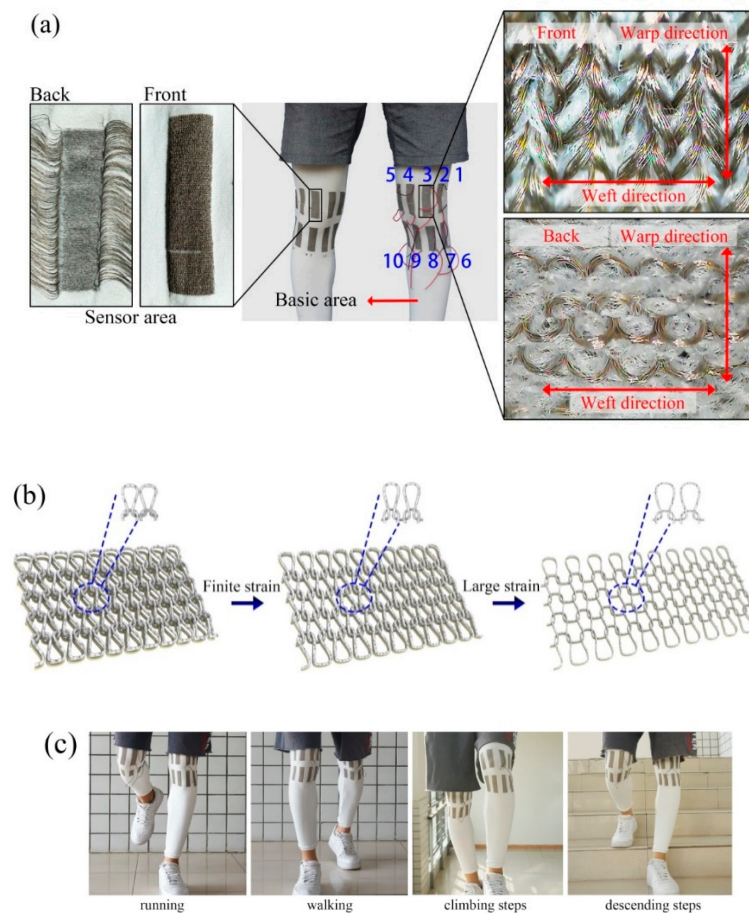 (a)
Back
Front
Sensor area
5 4 3 2 1
10 9 8 7 6
Basic area
Front Warp direction
Weft direction
Back Warp direction
Weft direction
(b)
Finite strain
Large strain
(c)
running
walking
climbing steps
descending steps